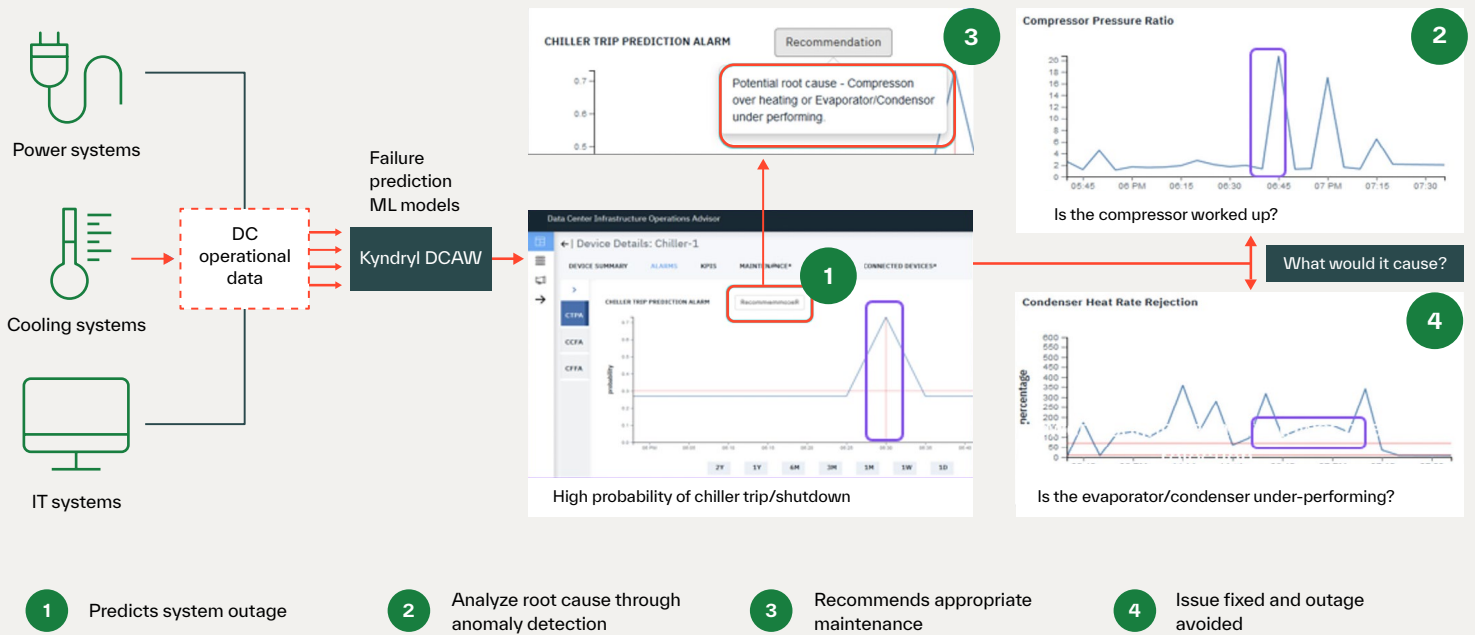 Power systems
Cooling systems
IT systems
DC
operational
data
Failure
prediction
ML models
Kyndryl DCAW
CHILLER TRIP PREDICTION ALARM
Recommendation
3
Potential root cause - Compresson
over heating or Evaporator/Condensor
under performing.
0.7
0.6
0.5
Data Center Infrastructure Operations Advisor
Device Details: Chiller-1
DEVICE SUMMARY
ALARMS
KPIS
MAINTENANCE*
CONNECTED DEVICES*
1
CTPA
CCFA
CFFA
CHILLER TRIP PREDICTION ALARM
probability
2Y
1Y
6M
3M
1M
1W
1D
High probability of chiller trip/shutdown
Compressor Pressure Ratio
2
20
18
16
14
12
10
8
6
4
2
0
05:45
06 PM
06:15
06:30
06:45
07 PM
07:15
07:30
Is the compressor worked up?
What would it cause?
Condenser Heat Rate Rejection
4
percentage
600
550
500
450
400
350
300
250
200
100
50
0
Is the evaporator/condenser under-performing?
1
Predicts system outage
2
Analyze root cause through
anomaly detection
3
Recommends appropriate
maintenance
4
Issue fixed and outage
avoided